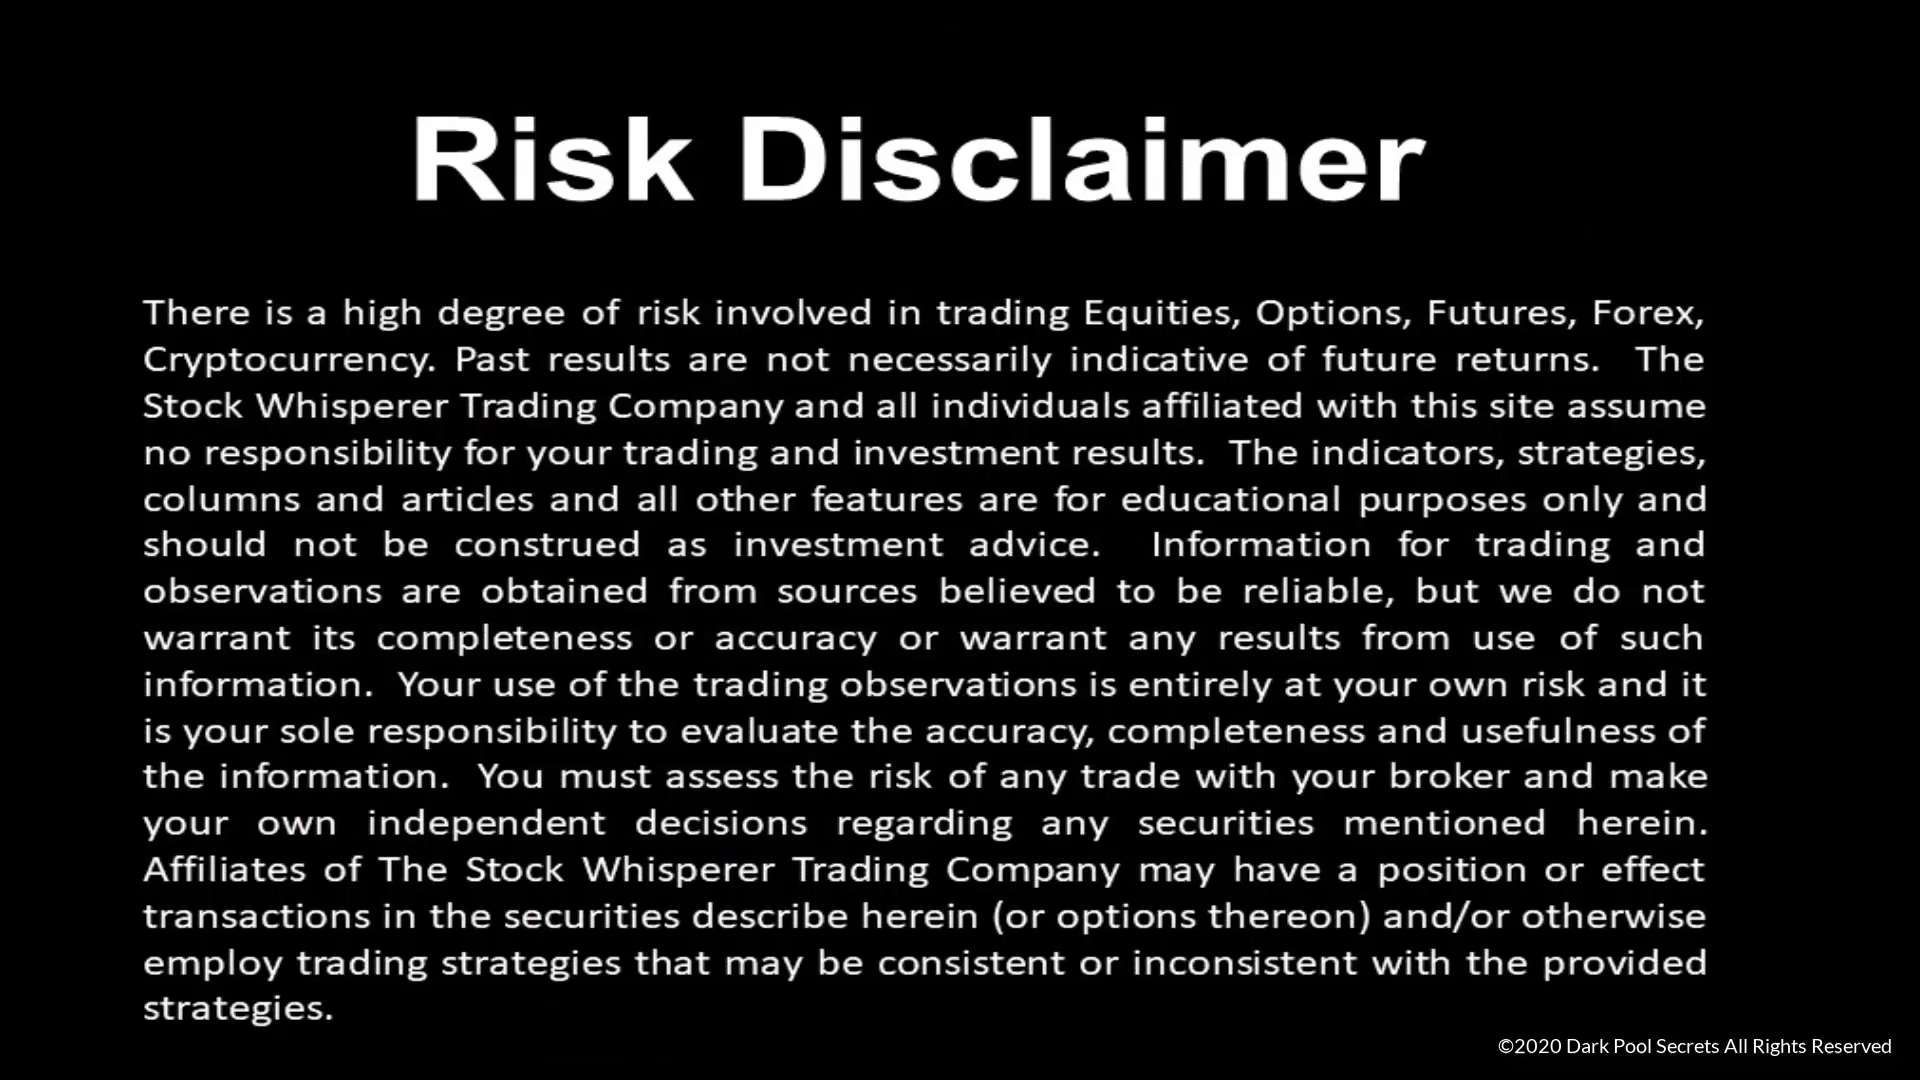 Risk Disclaimer
There is a high degree of risk involved in trading Equities, Options, Futures, Forex,
Cryptocurrency. Past results are not necessarily indicative of future returns. The
Stock Whisperer Trading Company and all individuals affiliated with this site assume
no responsibility for your trading and investment results. The indicators, strategies,
columns and articles and all other features are for educational purposes only and
should not be construed as investment advice. Information for trading and
observations are obtained from sources believed to be reliable, but we do not
warrant its completeness or accuracy or warrant any results from use of such
information. Your use of the trading observations is entirely at your own risk and it
is your sole responsibility to evaluate the accuracy, completeness and usefulness of
the information. You must assess the risk of any trade with your broker and make
your own independent decisions regarding any securities mentioned herein.
Affiliates of The Stock Whisperer Trading Company may have a position or effect
transactions in the securities describe herein (or options thereon) and/or otherwise
employ trading strategies that may be consistent or inconsistent with the provided
strategies.
©2020 Dark Pool Secrets All Rights Reserved